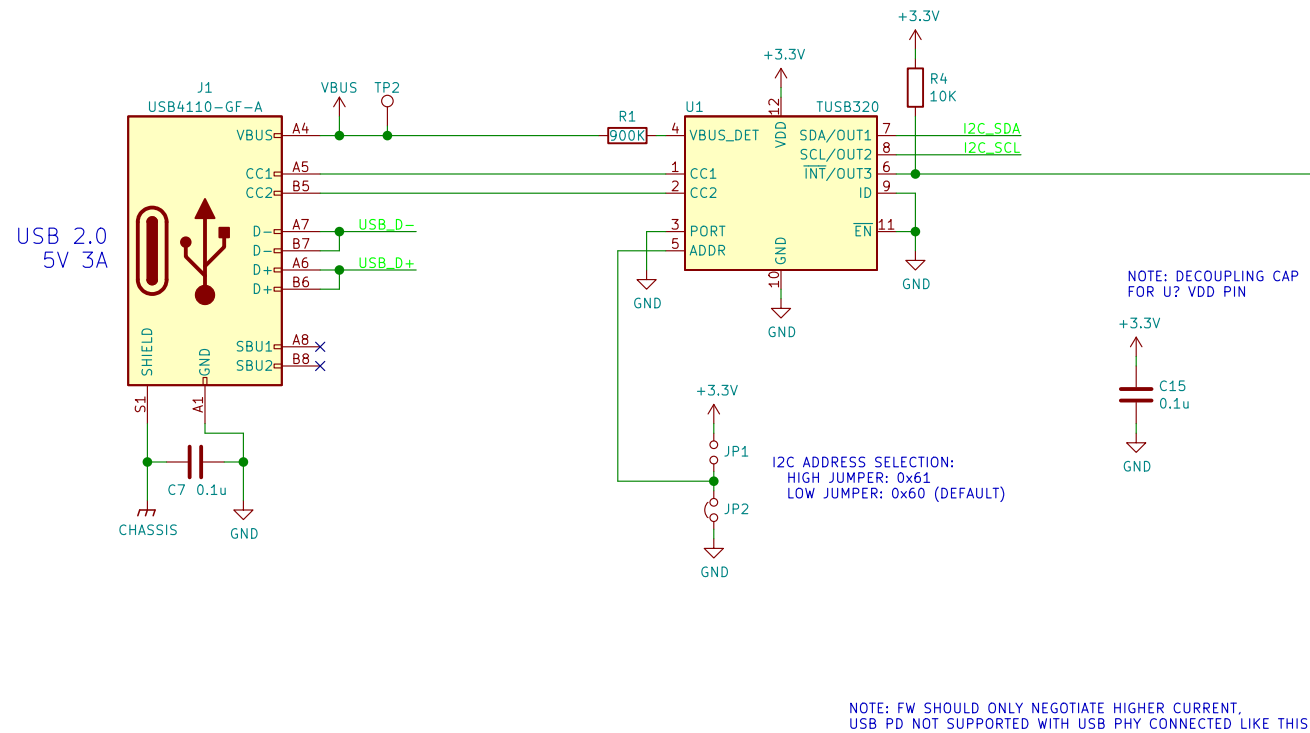 +3.3V
+3.3V
J1
USB4110-GF-A
VBUS
TP2
R4
10K
R1
900K
U1
TUSB320
12
VDD
VBUS
A4
4
VBUS_DET
SDA/OUT1
7
I2C_SDA
SCL/OUT2
8
I2C_SCL
CC1
A5
1
CC1
INT/OUT3
6
CC2
B5
2
CC2
ID
9
D-
A7
USB_D-
3
PORT
EN
11
D-
B7
5
ADDR
GND
10
D+
A6
USB_D+
D+
B6
USB 2.0
5V 3A
GND
GND
GND
NOTE: DECOUPLING CAP
FOR U? VDD PIN
+3.3V
C15
0.1u
GND
SHIELD
GND
SBU1
A8
SBU2
B8
S1
A1
C7 0.1u
CHASSIS
GND
+3.3V
JP1
JP2
GND
I2C ADDRESS SELECTION:
HIGH JUMPER: 0x61
LOW JUMPER: 0x60 (DEFAULT)
NOTE: FW SHOULD ONLY NEGOTIATE HIGHER CURRENT,
USB PD NOT SUPPORTED WITH USB PHY CONNECTED LIKE THIS